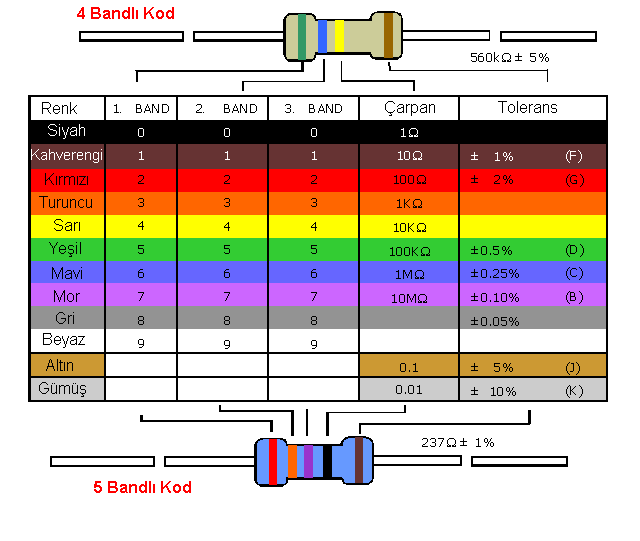 4 Bandlı Kod
560kΩ ± 5%
Renk 1. BAND 2. BAND 3. BAND Çarpan Tolerans
Siyah 0 0 0 1Ω
Kahverengi 1 1 1 10Ω ± 1% (F)
Kırmızı 2 2 2 100Ω ± 2% (G)
Turuncu 3 3 3 1KΩ
Sarı 4 4 4 10KΩ
Yeşil 5 5 5 100KΩ ±0.5% (D)
Mavi 6 6 6 1MΩ ±0.25% (C)
Mor 7 7 7 10MΩ ±0.10% (B)
Gri 8 8 8 ±0.05%
Beyaz 9 9 9
Altın 0.1 ± 5% (J)
Gümüş 0.01 ± 10% (K)
237Ω ± 1%
5 Bandlı Kod